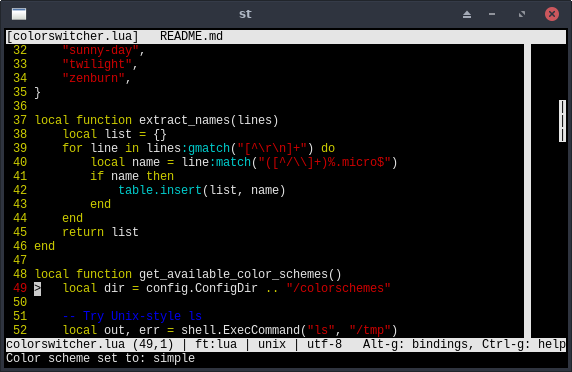 st
[colorswitcher.lua]   README.md
32     "sunny-day",
33     "twilight",
34     "zenburn",
35 }
36
37 local function extract_names(lines)
38     local list = {}
39     for line in lines:gmatch("[^\r\n]+") do
40         local name = line:match("([^/\\]+)%.micro$")
41         if name then
42             table.insert(list, name)
43         end
44     end
45     return list
46 end
47
48 local function get_available_color_schemes()
49 >   local dir = config.ConfigDir .. "/colorschemes"
50
51     -- Try Unix-style ls
52     local out, err = shell.ExecCommand("ls", "/tmp")
colorswitcher.lua (49,1) | ft:lua | unix | utf-8   Alt-g: bindings, Ctrl-g: help
Color scheme set to: simple